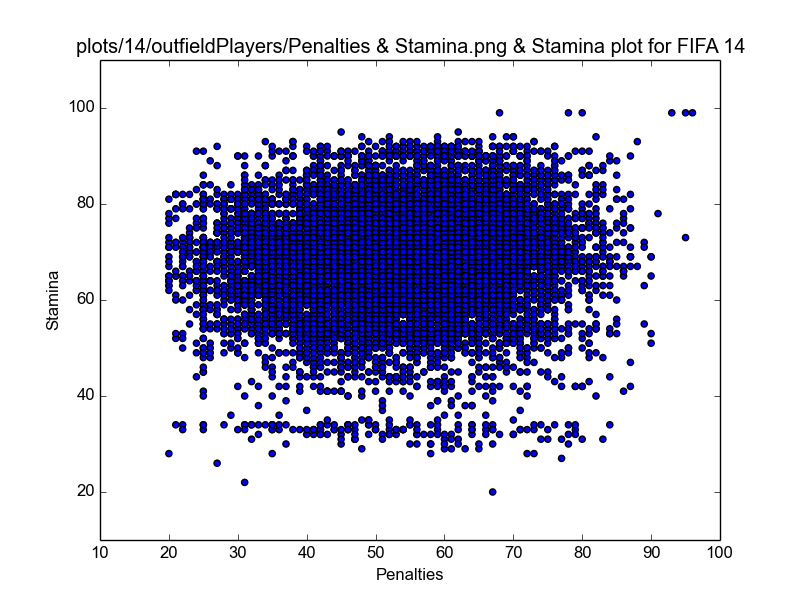 plots/14/outfieldPlayers/Penalties & Stamina.png & Stamina plot for FIFA 14
100
80
60
40
20
Stamina
10 20 30 40 50 60 70 80 90 100
Penalties